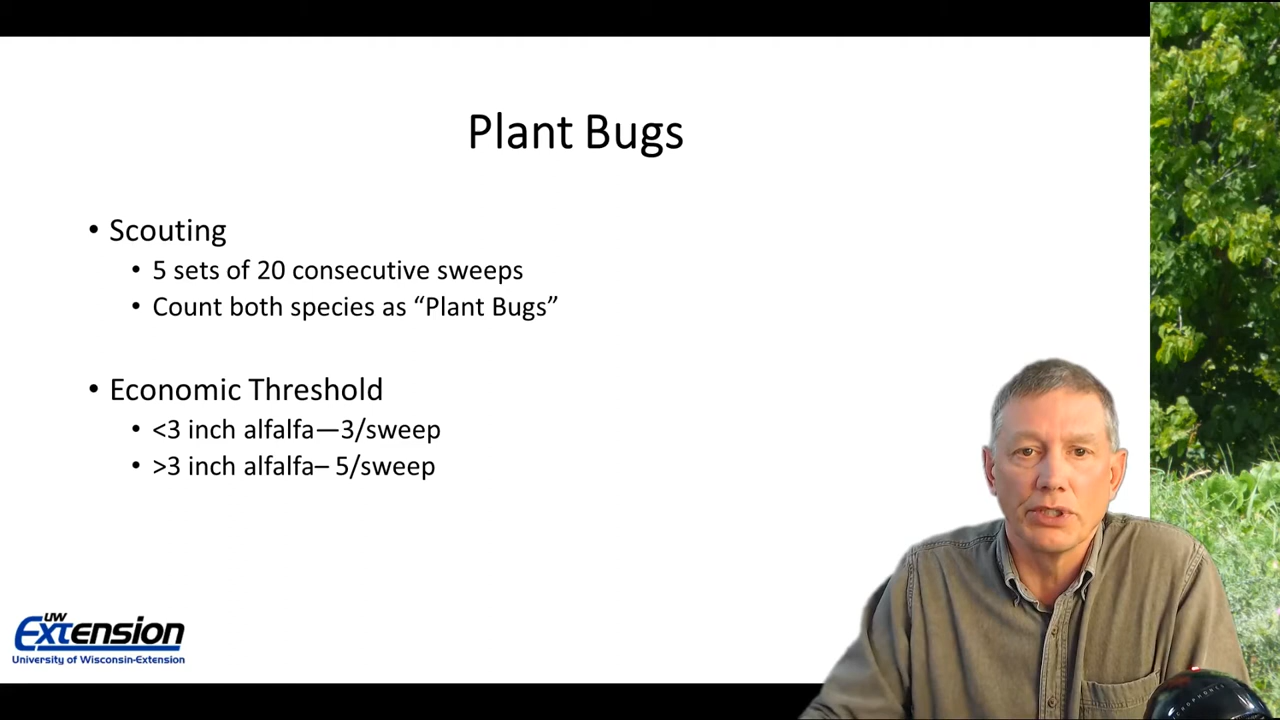 Plant Bugs
• Scouting
• 5 sets of 20 consecutive sweeps
• Count both species as “Plant Bugs”
• Economic Threshold
• <3 inch alfalfa—3/sweep
• >3 inch alfalfa– 5/sweep
UW
Extension
University of Wisconsin-Extension